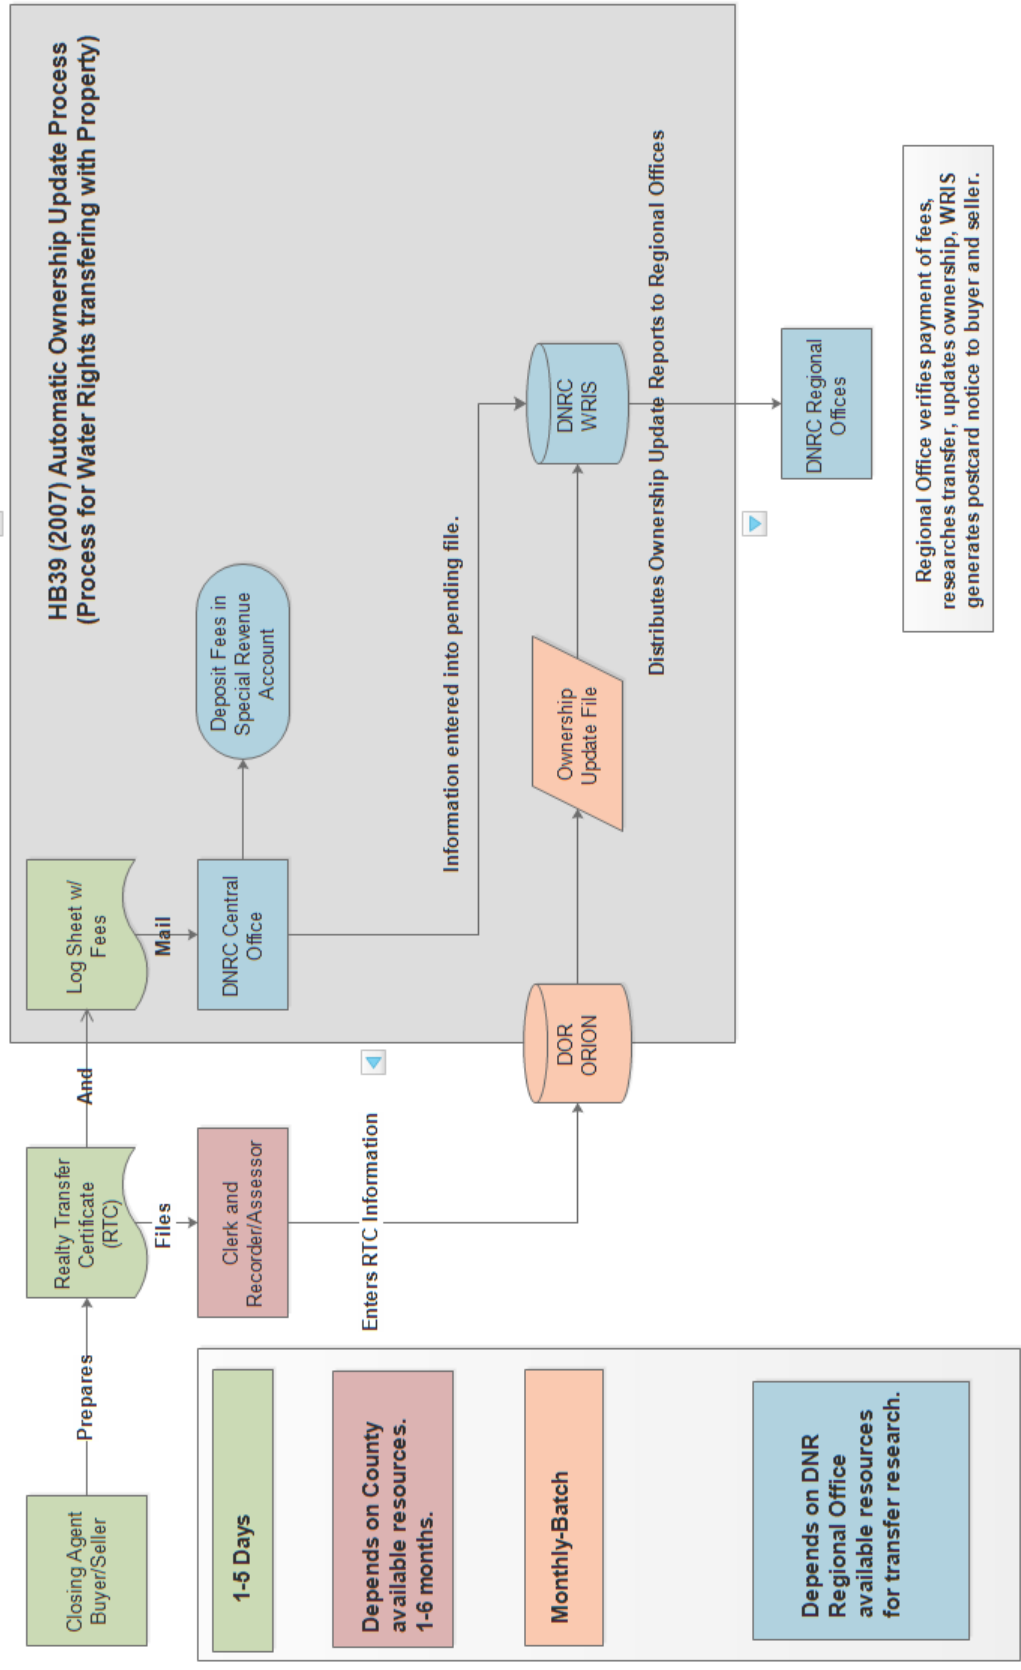 HB39 (2007) Automatic Ownership Update Process
(Process for Water Rights transfering with Property)
Closing Agent
Buyer/Seller
Prepares
Realty Transfer
Certificate
(RTC)
And
Log Sheet w/
Fees
Files
Mail
Clerk and
Recorder/Assessor
DNRC Central
Office
Deposit Fees in
Special Revenue
Account
Enters RTC Information
Information entered into pending file.
DOR
ORION
Ownership
Update File
DNRC
WRIS
Distributes Ownership Update Reports to Regional Offices
DNRC Regional
Offices
Regional Office verifies payment of fees,
researches transfer, updates ownership, WRIS
generates postcard notice to buyer and seller.
1-5 Days
Depends on County
available resources.
1-6 months.
Monthly-Batch
Depends on DNR
Regional Office
available resources
for transfer research.